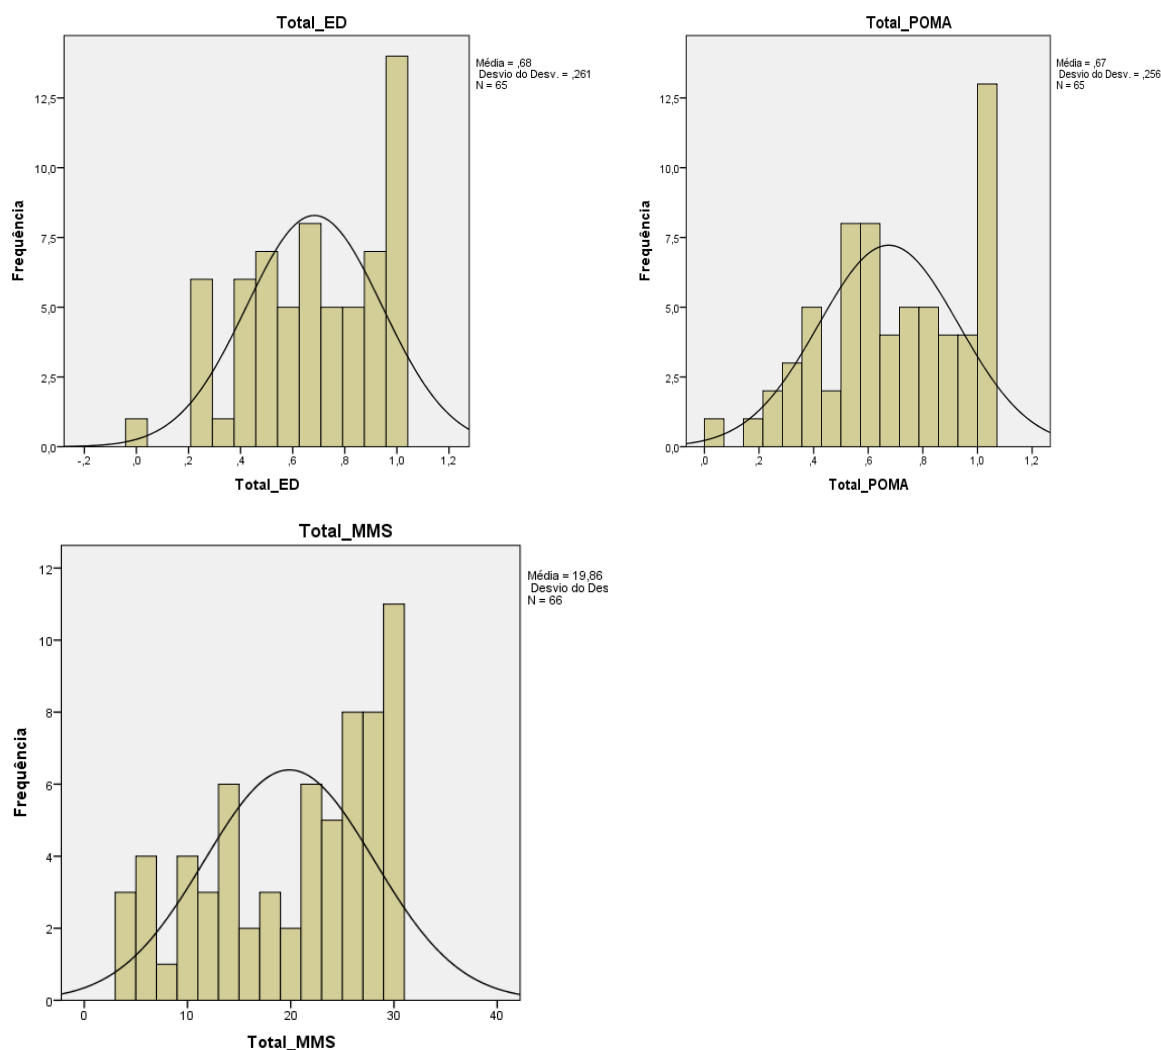 Total_ED
Média = ,68
Desvio do Desv. = ,261
N = 65
Frequência
12,5
10,0
7,5
5,0
2,5
0,0
-,2 ,0 ,2 ,4 ,6 ,8 1,0 1,2
Total_ED
Total_POMA
Média = ,67
Desvio do Desv. = ,256
N = 65
Frequência
12,5
10,0
7,5
5,0
2,5
0,0
,0 ,2 ,4 ,6 ,8 1,0 1,2
Total_POMA
Total_MMS
Média = 19,86
Desvio do Des
N = 66
Frequência
12
10
8
6
4
2
0
0 10 20 30 40
Total_MMS